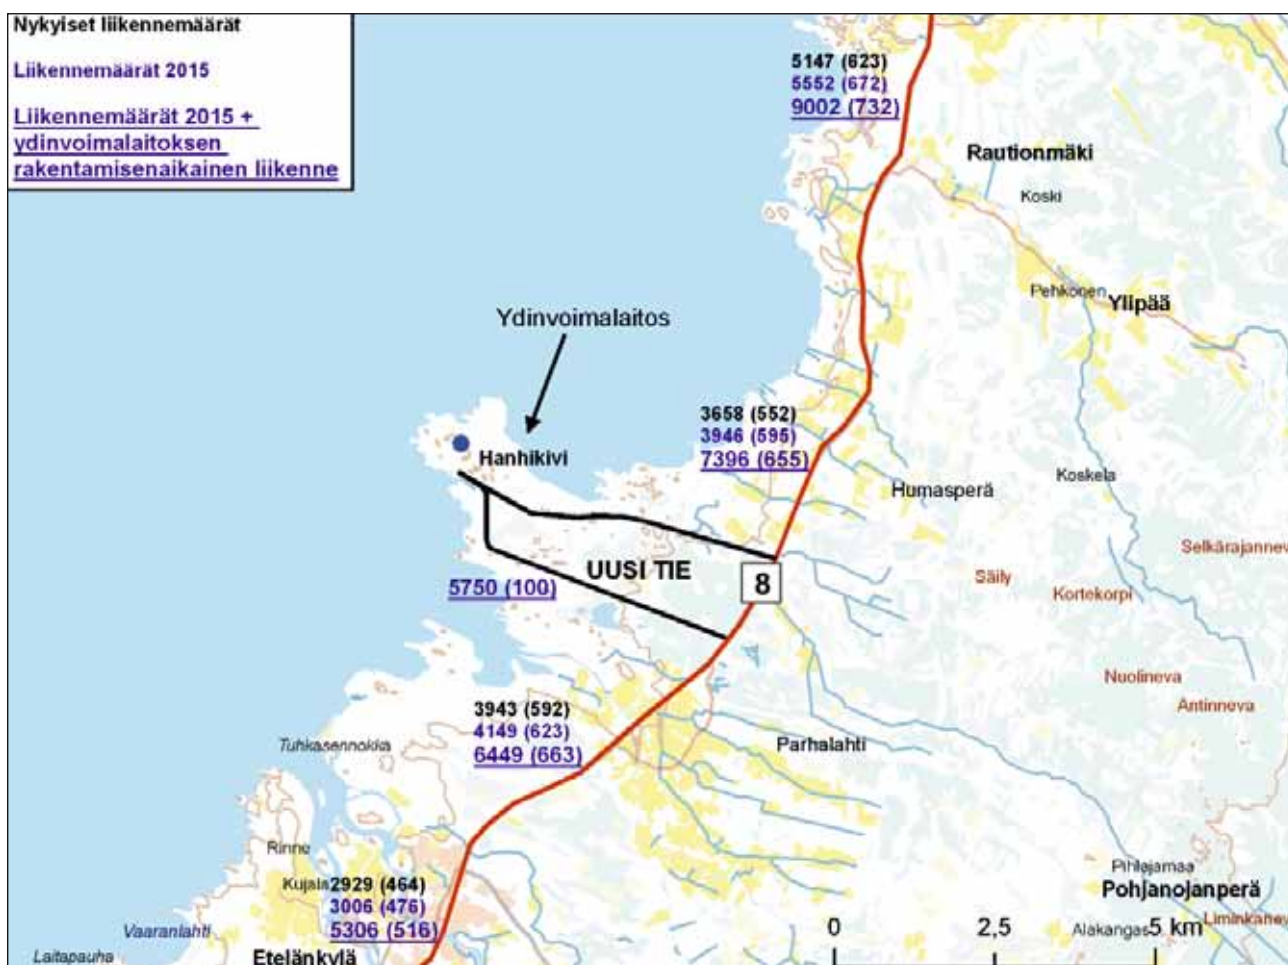 Nykyiset liikennemäärät
Liikennemäärät 2015
Liikennemäärät 2015 +
ydinvoimalaitoksen
rakentamisenaikainen liikenne
5147 (623)
5552 (672)
9002 (732)
Rautionmäki
Koski
Pehkonen
Ylipää
Ydinvoimalaitos
3658 (552)
3946 (595)
7396 (655)
Hanhikivi
Humasperä
Koskela
Selkärajanneva
UUSI TIE
8
Säily
Kortekorpi
5750 (100)
Nuolineva
Antinneva
3943 (592)
4149 (623)
6449 (663)
Tuhkasennokka
Parhalahti
Rinne
Kujala
2929 (464)
3006 (476)
5306 (516)
Pihlajamaa
Pohjanojanperä
Vaaranlahti
0 2,5 5 km
Alakangas
Liminkanev
Laitapauha
Etelänkylä